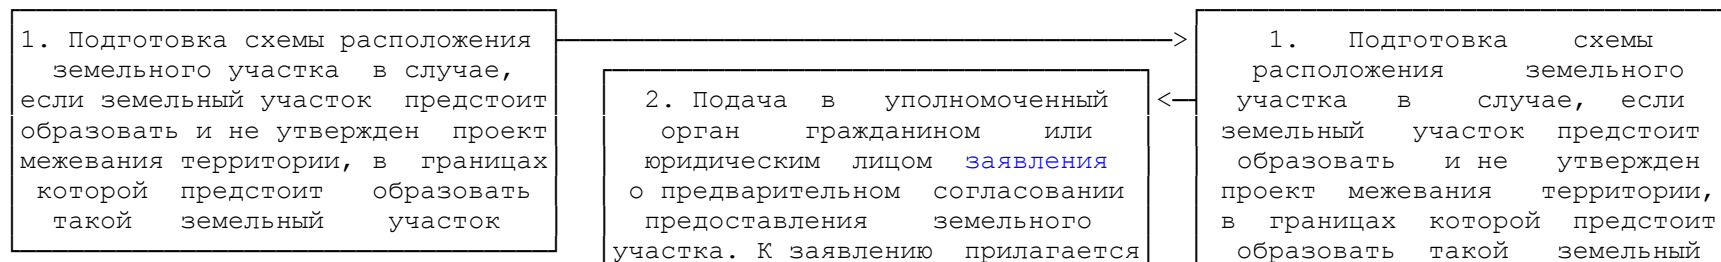 1. Подготовка схемы расположения
земельного участка в случае,
если земельный участок предстоит
образовать и не утвержден проект
межевания территории, в границах
которой предстоит образовать
такой земельный участок
2. Подача в уполномоченный
орган гражданином или
юридическим лицом заявления
о предварительном согласовании
предоставления земельного
участка. К заявлению прилагается
1. Подготовка схемы
расположения земельного
участка в случае, если
земельный участок предстоит
образовать и не утвержден
проект межевания территории,
в границах которой предстоит
образовать такой земельный